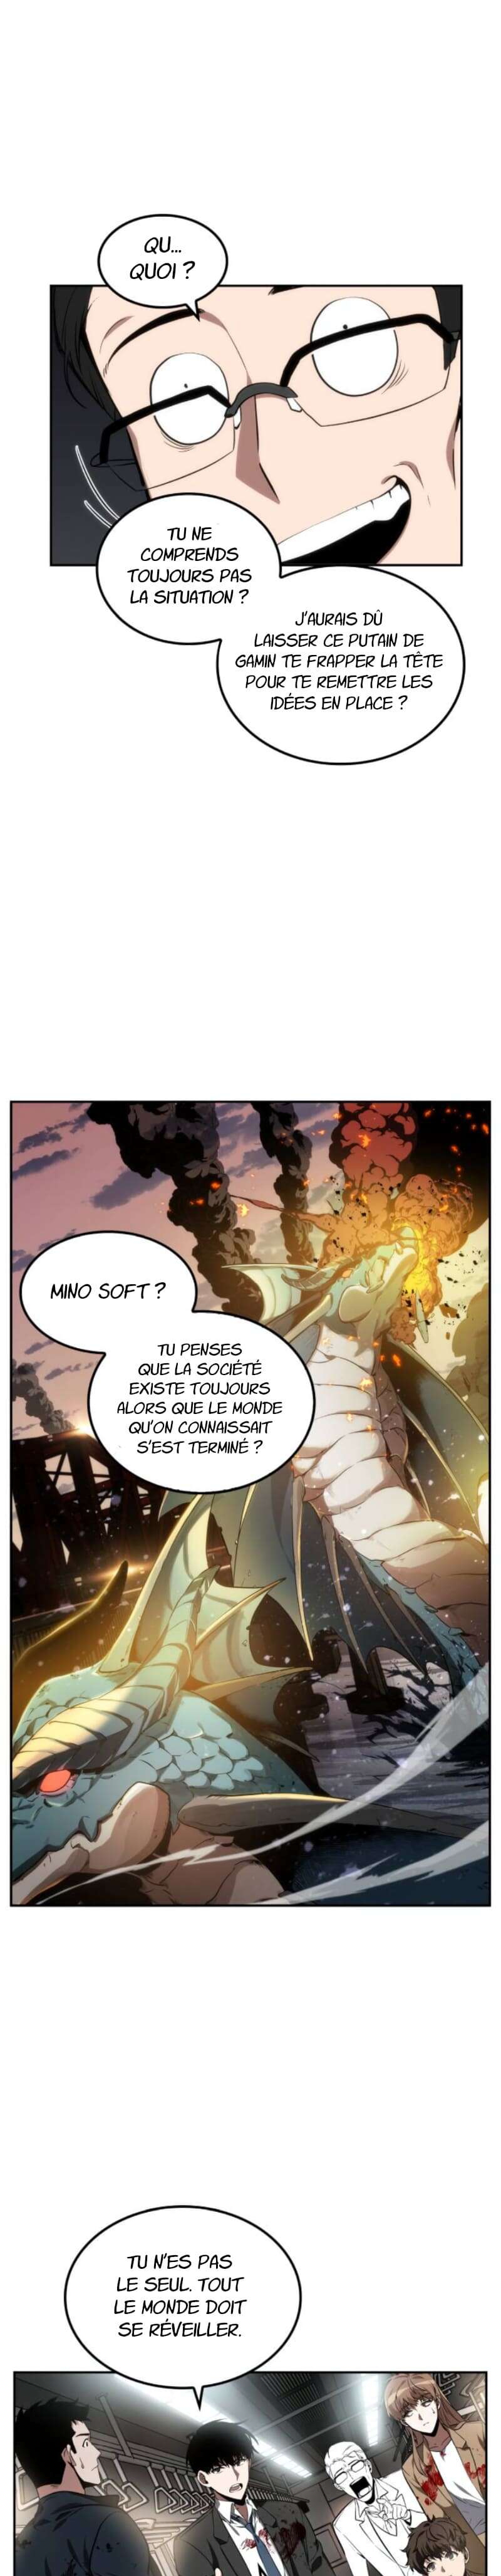 QU...
QUOI ?
TU NE
COMPRENDS
TOUJOURS PAS
LA SITUATION ?
J'AURAIS DÛ
LAISSER CE PUTAIN DE
GAMIN TE FRAPPER LA TÊTE
POUR TE REMETTRE LES
IDÉES EN PLACE ?
MINO SOFT ?
TU PENSES
QUE LA SOCIÉTÉ
EXISTE TOUJOURS
ALORS QUE LE MONDE
QU'ON CONNAISSAIT
S'EST TERMINÉ ?
TU N'ES PAS
LE SEUL. TOUT
LE MONDE DOIT
SE RÉVEILLER.